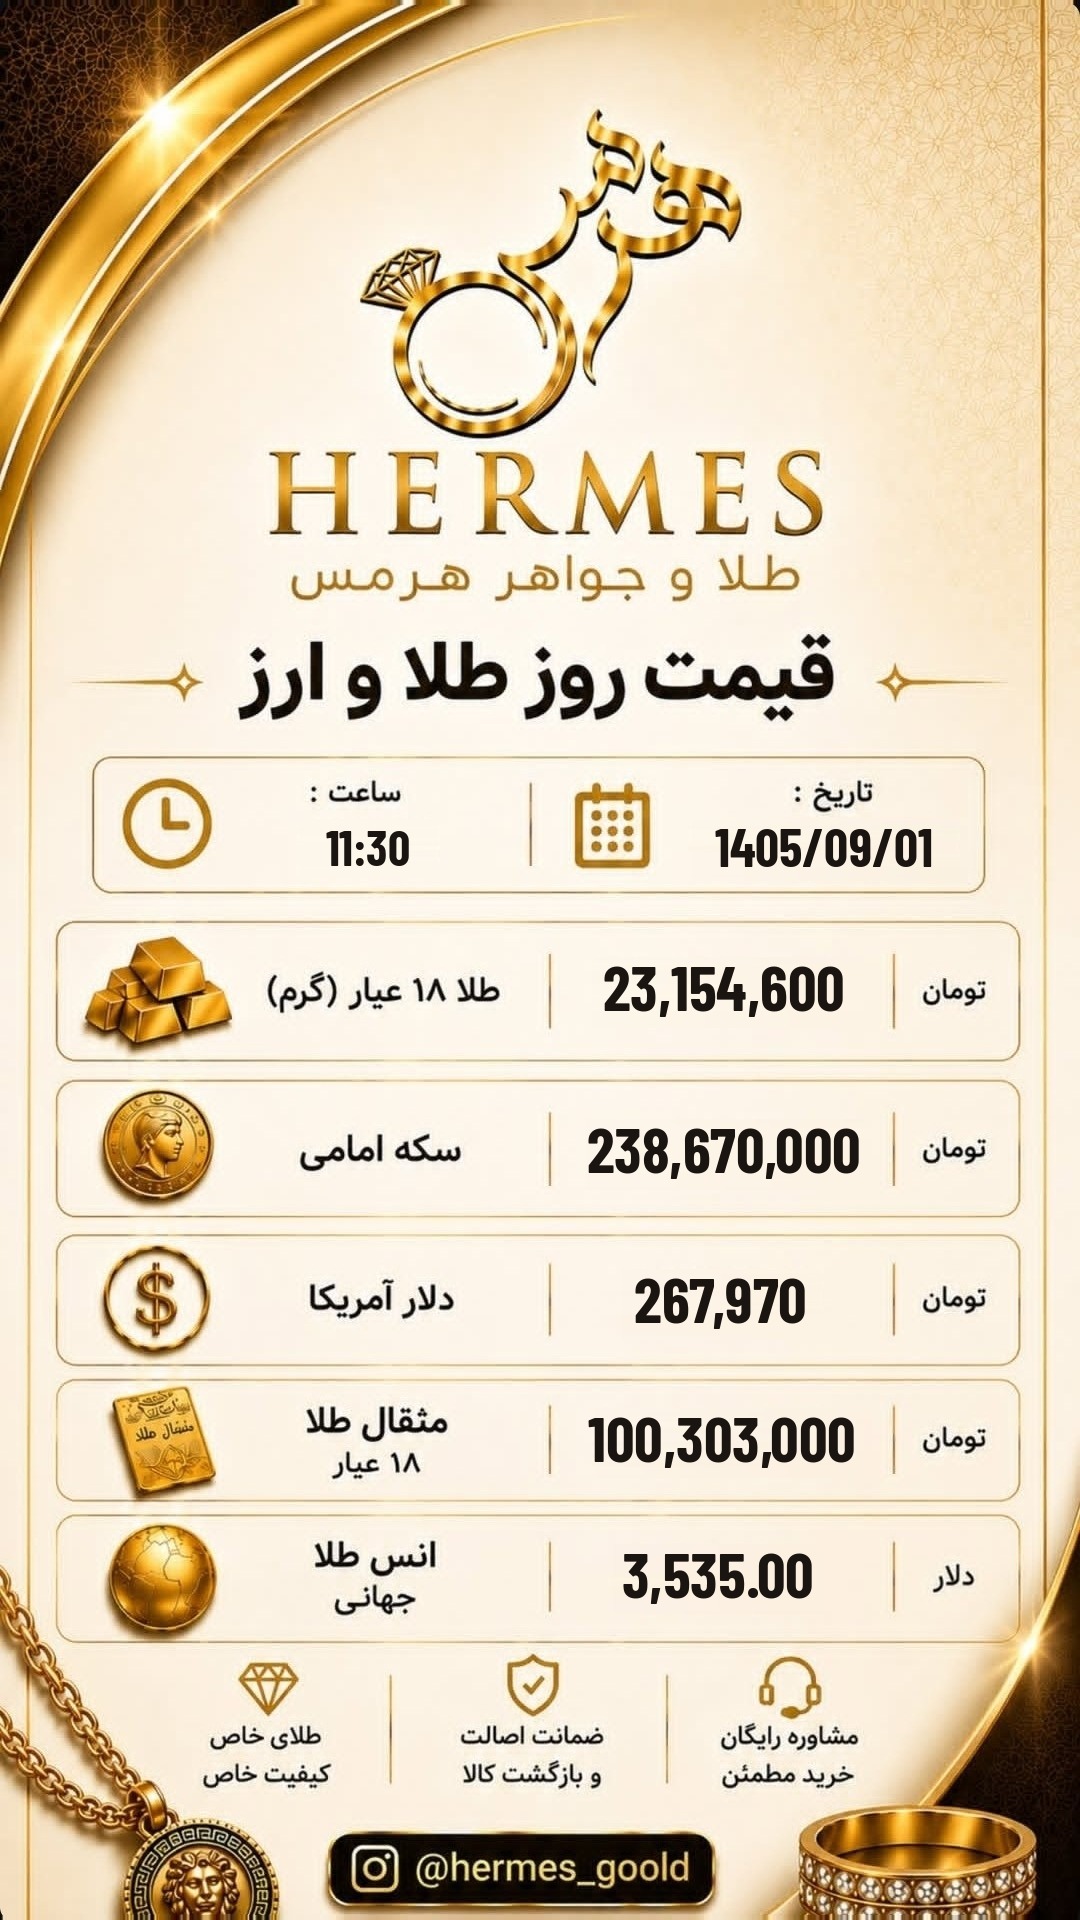 هرمس
HERMES
طلا و جواهر هرمس
قیمت روز طلا و ارز
تاریخ :
1405/09/01
ساعت :
11:30
طلا ۱۸ عیار (گرم)
23,154,600
تومان
سکه امامی
238,670,000
تومان
دلار آمریکا
267,970
تومان
مثقال طلا
مثقال طلا
۱۸ عیار
100,303,000
تومان
انس طلا
جهانی
3,535.00
دلار
مشاوره رایگان
خرید مطمئن
ضمانت اصالت
و بازگشت کالا
طلای خاص
کیفیت خاص
@hermes_goold